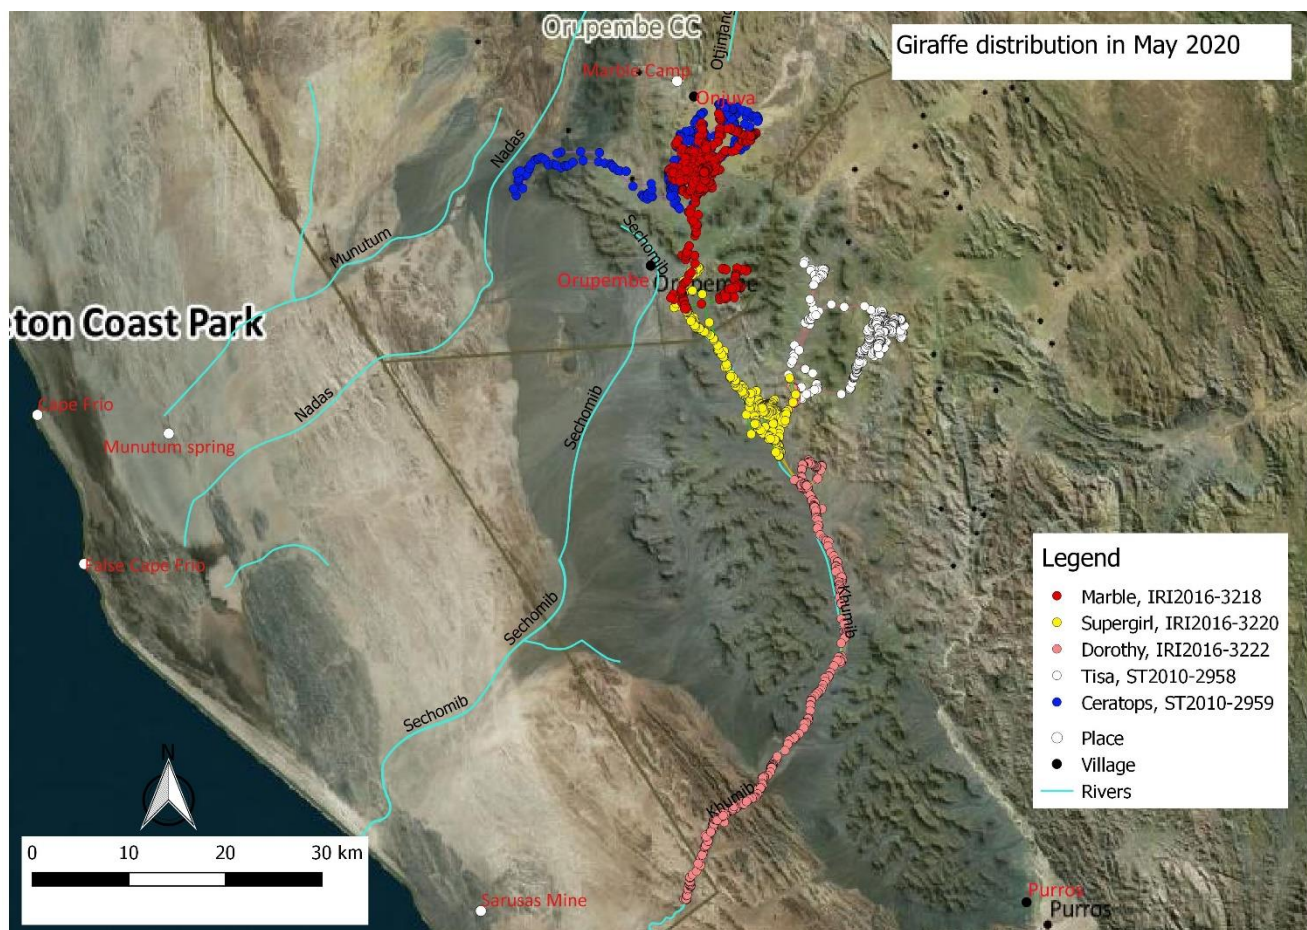 Orupembe CC
Otjinjang
Giraffe distribution in May 2020
Marble Camp
Onjuva
Nadas
Munutum
Sechomib
Orupembe
Orupembe
eton Coast Park
Cape Frio
Nadas
Sechomib
Munutum spring
False Cape Frio
Khumib
Sechomib
Sechomib
Khumib
Legend
Marble, IRI2016-3218
Supergirl, IRI2016-3220
Dorothy, IRI2016-3222
Tisa, ST2010-2958
Ceratops, ST2010-2959
Place
Village
Rivers
N
0 10 20 30 km
Sarusas Mine
Purros
Purros